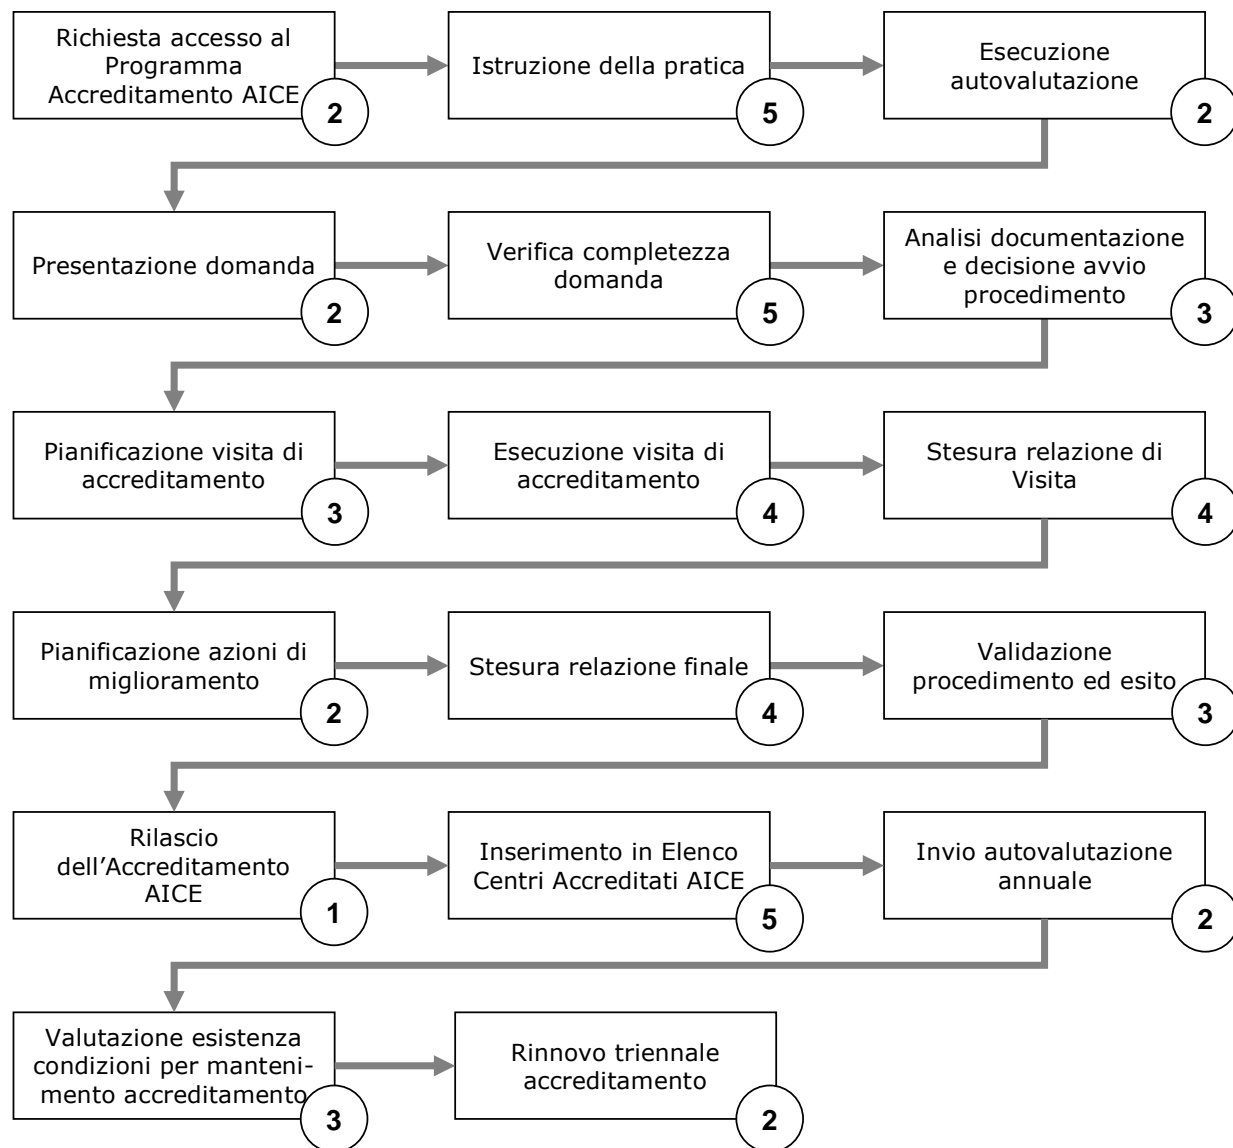 Richiesta accesso al
Programma
Accreditamento AICE
2
Istruzione della pratica
5
Esecuzione
autovalutazione
2
Presentazione domanda
2
Verifica completezza
domanda
5
Analisi documentazione
e decisione avvio
procedimento
3
Pianificazione visita di
accreditamento
3
Esecuzione visita di
accreditamento
4
Stesura relazione di
Visita
4
Pianificazione azioni di
miglioramento
2
Stesura relazione finale
4
Validazione
procedimento ed esito
3
Rilascio
dell’Accreditamento
AICE
1
Inserimento in Elenco
Centri Accreditati AICE
5
Invio autovalutazione
annuale
2
Valutazione esistenza
condizioni per manteni-
mento accreditamento
3
Rinnovo triennale
accreditamento
2